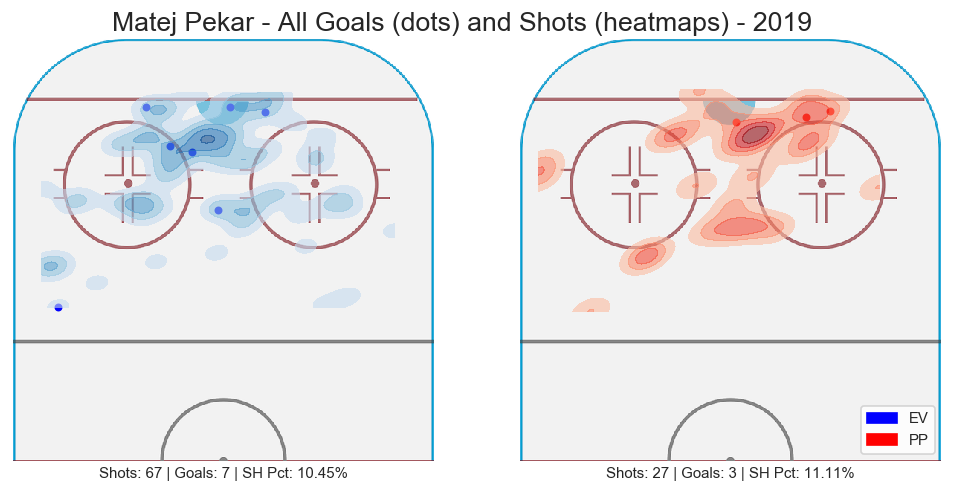 Matej Pekar - All Goals (dots) and Shots (heatmaps) - 2019
EV
PP
Shots: 67 | Goals: 7 | SH Pct: 10.45%
Shots: 27 | Goals: 3 | SH Pct: 11.11%